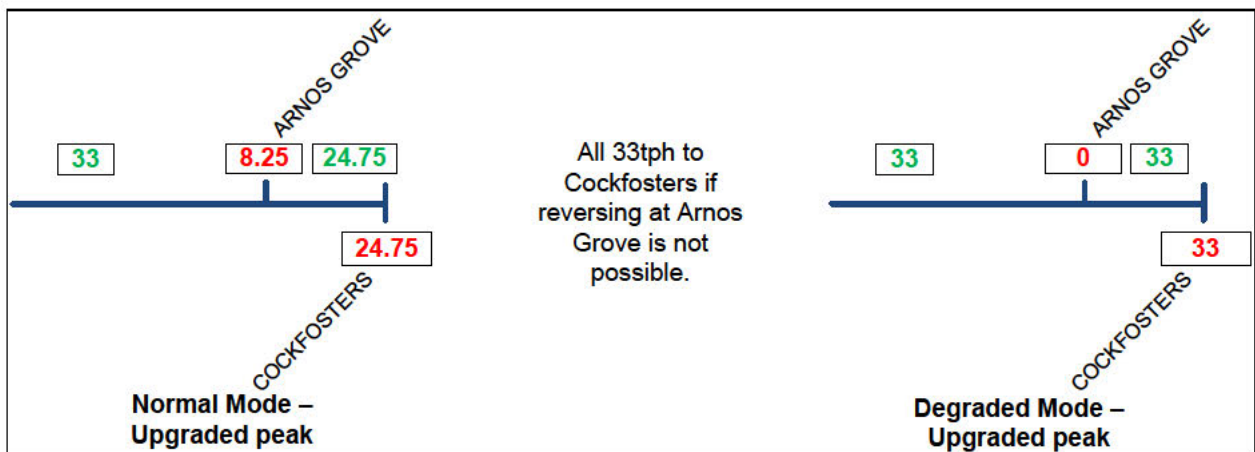 ARNOS GROVE
33
8.25
24.75
24.75
COCKFOSTERS
Normal Mode –
Upgraded peak
All 33tph to
Cockfosters if
reversing at Arnos
Grove is not
possible.
ARNOS GROVE
33
0
33
33
COCKFOSTERS
Degraded Mode –
Upgraded peak